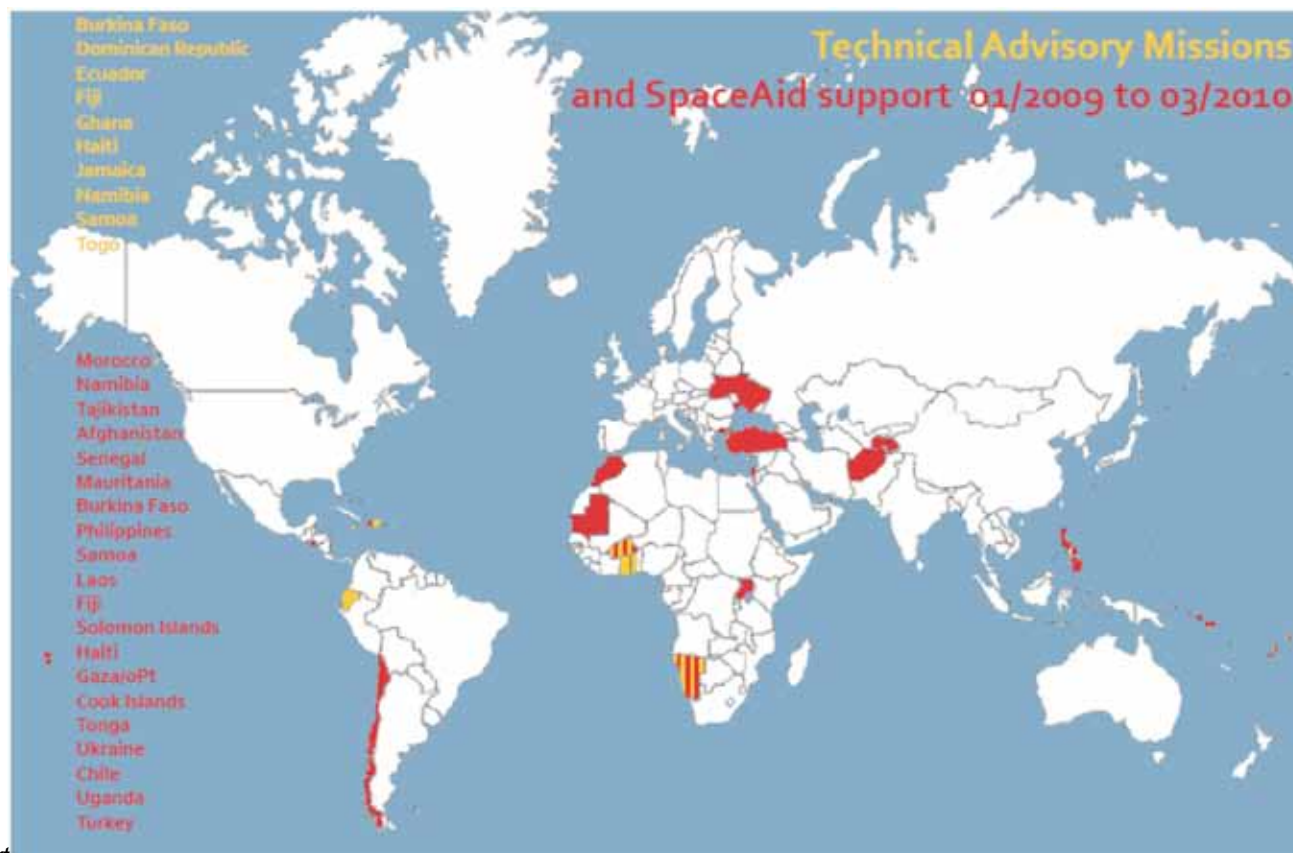 Technical Advisory Missions
and SpaceAid support 01/2009 to 03/2010
Burkina Faso
Dominican Republic
Ecuador
Fiji
Ghana
Haiti
Jamaica
Namibia
Samoa
Togo
Morocco
Namibia
Tajikistan
Afghanistan
Senegal
Mauritania
Burkina Faso
Philippines
Samoa
Laos
Fiji
Solomon Islands
Haiti
Gaza/oPt
Cook Islands
Tonga
Ukraine
Chile
Uganda
Turkey